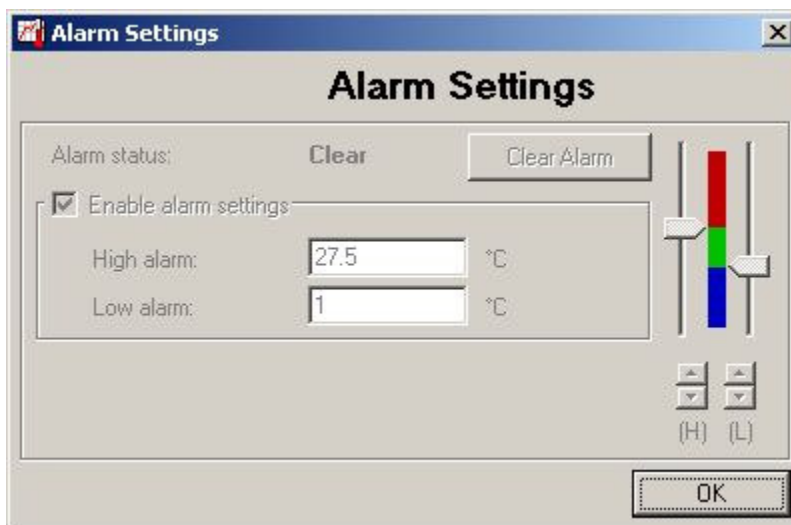 Alarm Settings
Alarm Settings
Alarm status: Clear Clear Alarm
Enable alarm settings
High alarm: 27.5 °C
Low alarm: 1 °C
(H) (L)
OK